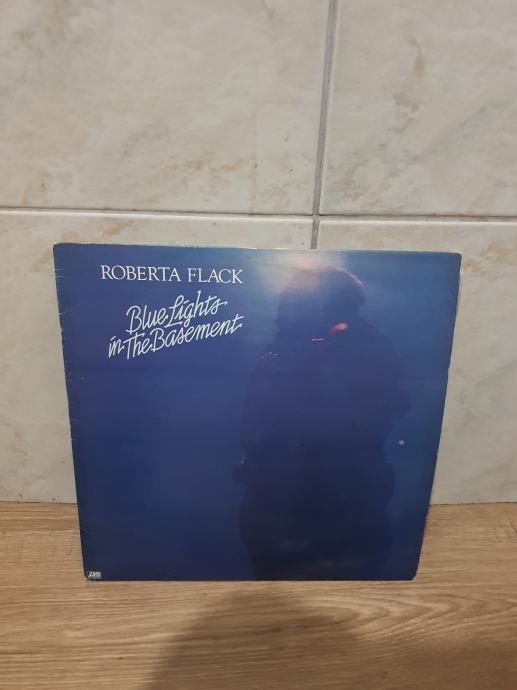 ROBERTA FLACK
Blue Lights
in The Basement